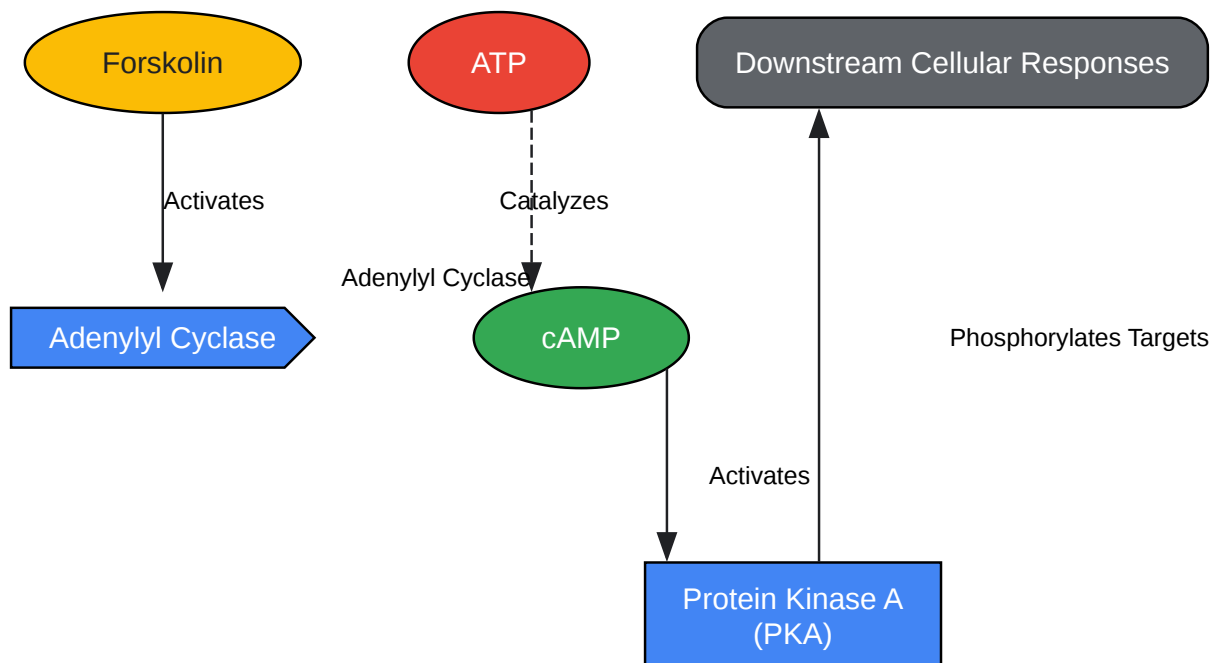 Forskolin
ATP
Downstream Cellular Responses
Activates
Catalyzes
Adenylyl Cyclase
Adenylyl Cyclase
cAMP
Phosphorylates Targets
Activates
Protein Kinase A
(PKA)